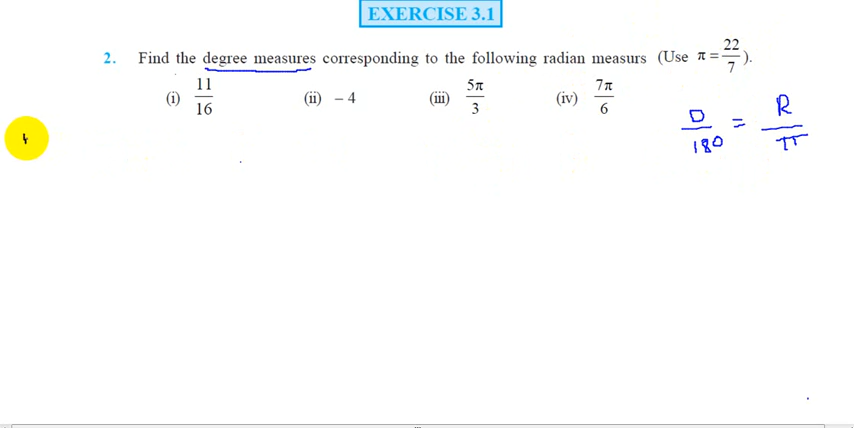 EXERCISE 3.1
2. Find the degree measures corresponding to the following radian measurs (Use π = 22/7).
(i) 11/16 (ii) – 4 (iii) 5π/3 (iv) 7π/6
D/180 = R/π